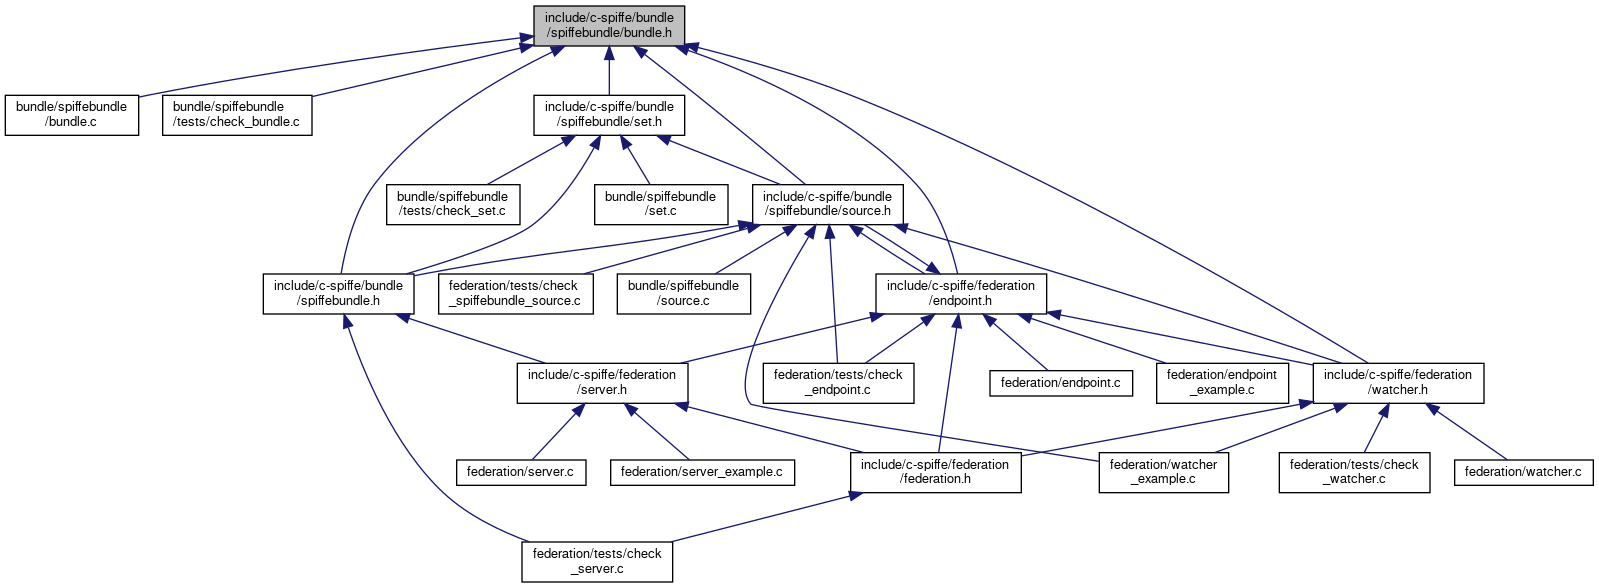 include/c-spiffe/bundle
/spiffebundle/bundle.h
bundle/spiffebundle
/bundle.c
bundle/spiffebundle
/tests/check_bundle.c
include/c-spiffe/bundle
/spiffebundle/set.h
bundle/spiffebundle
/tests/check_set.c
bundle/spiffebundle
/set.c
include/c-spiffe/bundle
/spiffebundle/source.h
include/c-spiffe/bundle
/spiffebundle.h
federation/tests/check
_spiffebundle_source.c
bundle/spiffebundle
/source.c
include/c-spiffe/federation
/endpoint.h
include/c-spiffe/federation
/server.h
federation/tests/check
_endpoint.c
federation/endpoint.c
federation/endpoint
_example.c
include/c-spiffe/federation
/watcher.h
federation/server.c
federation/server_example.c
include/c-spiffe/federation
/federation.h
federation/watcher
_example.c
federation/tests/check
_watcher.c
federation/watcher.c
federation/tests/check
_server.c